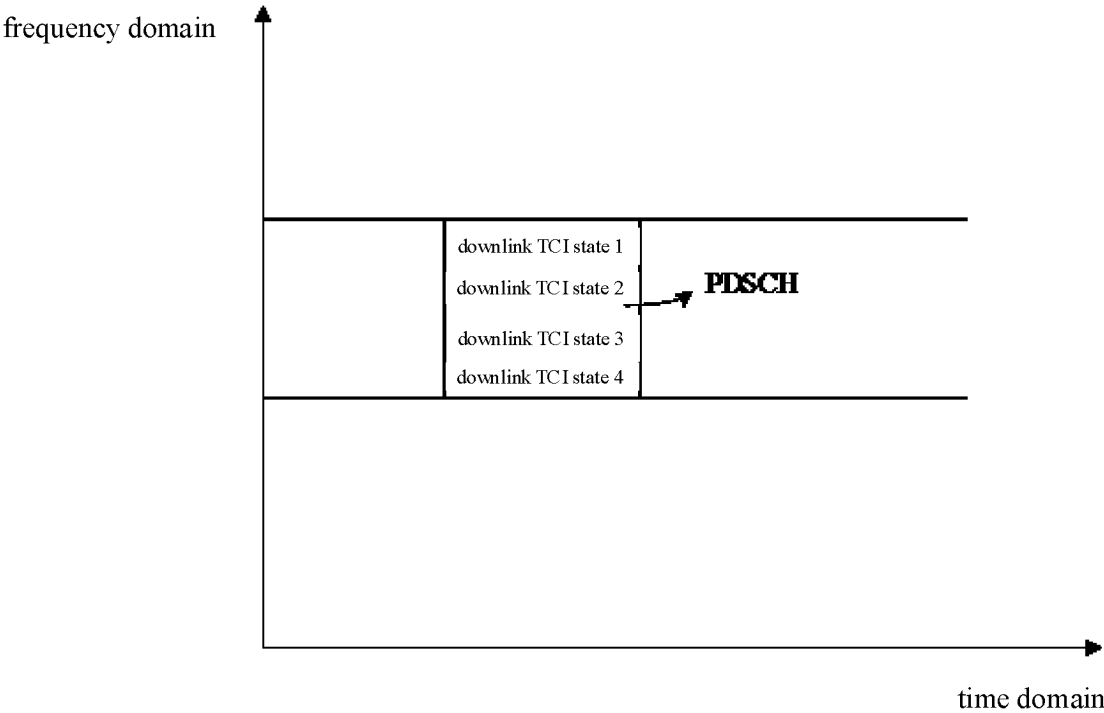 frequency domain
downlink TCI state 1
downlink TCI state 2
PDSCH
downlink TCI state 3
downlink TCI state 4
time domain